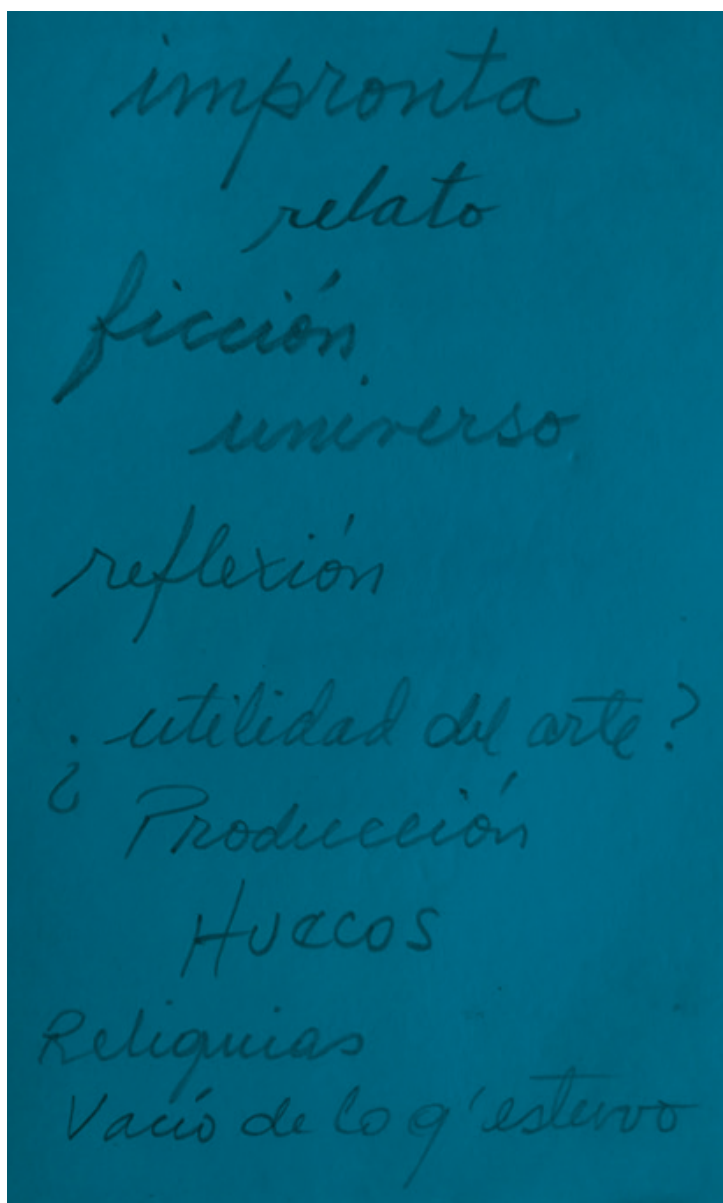 impronta
relato
ficción
universo
reflexión
¿utilidad del arte?
Producción
Huecos
Reliquias
Vacío de lo q' estuvo